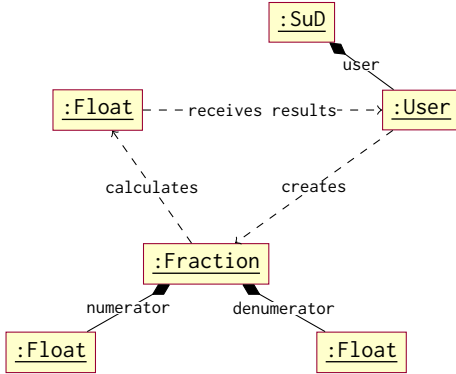 :SuD
user
:Float
receives results
:User
calculates
creates
:Fraction
numerator
denumerator
:Float
:Float